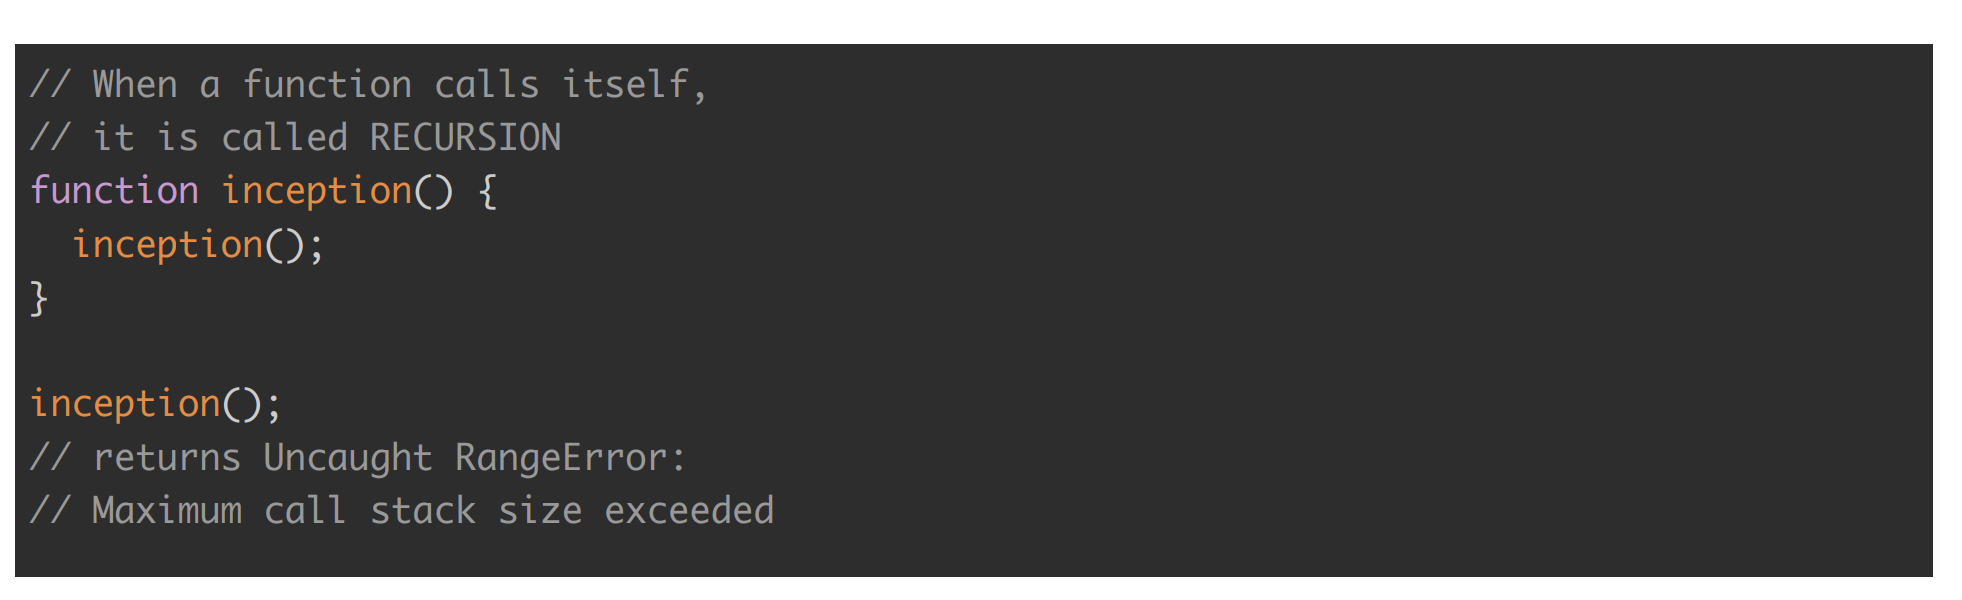 // When a function calls itself,
// it is called RECURSION
function inception() {
  inception();
}

inception();
// returns Uncaught RangeError:
// Maximum call stack size exceeded